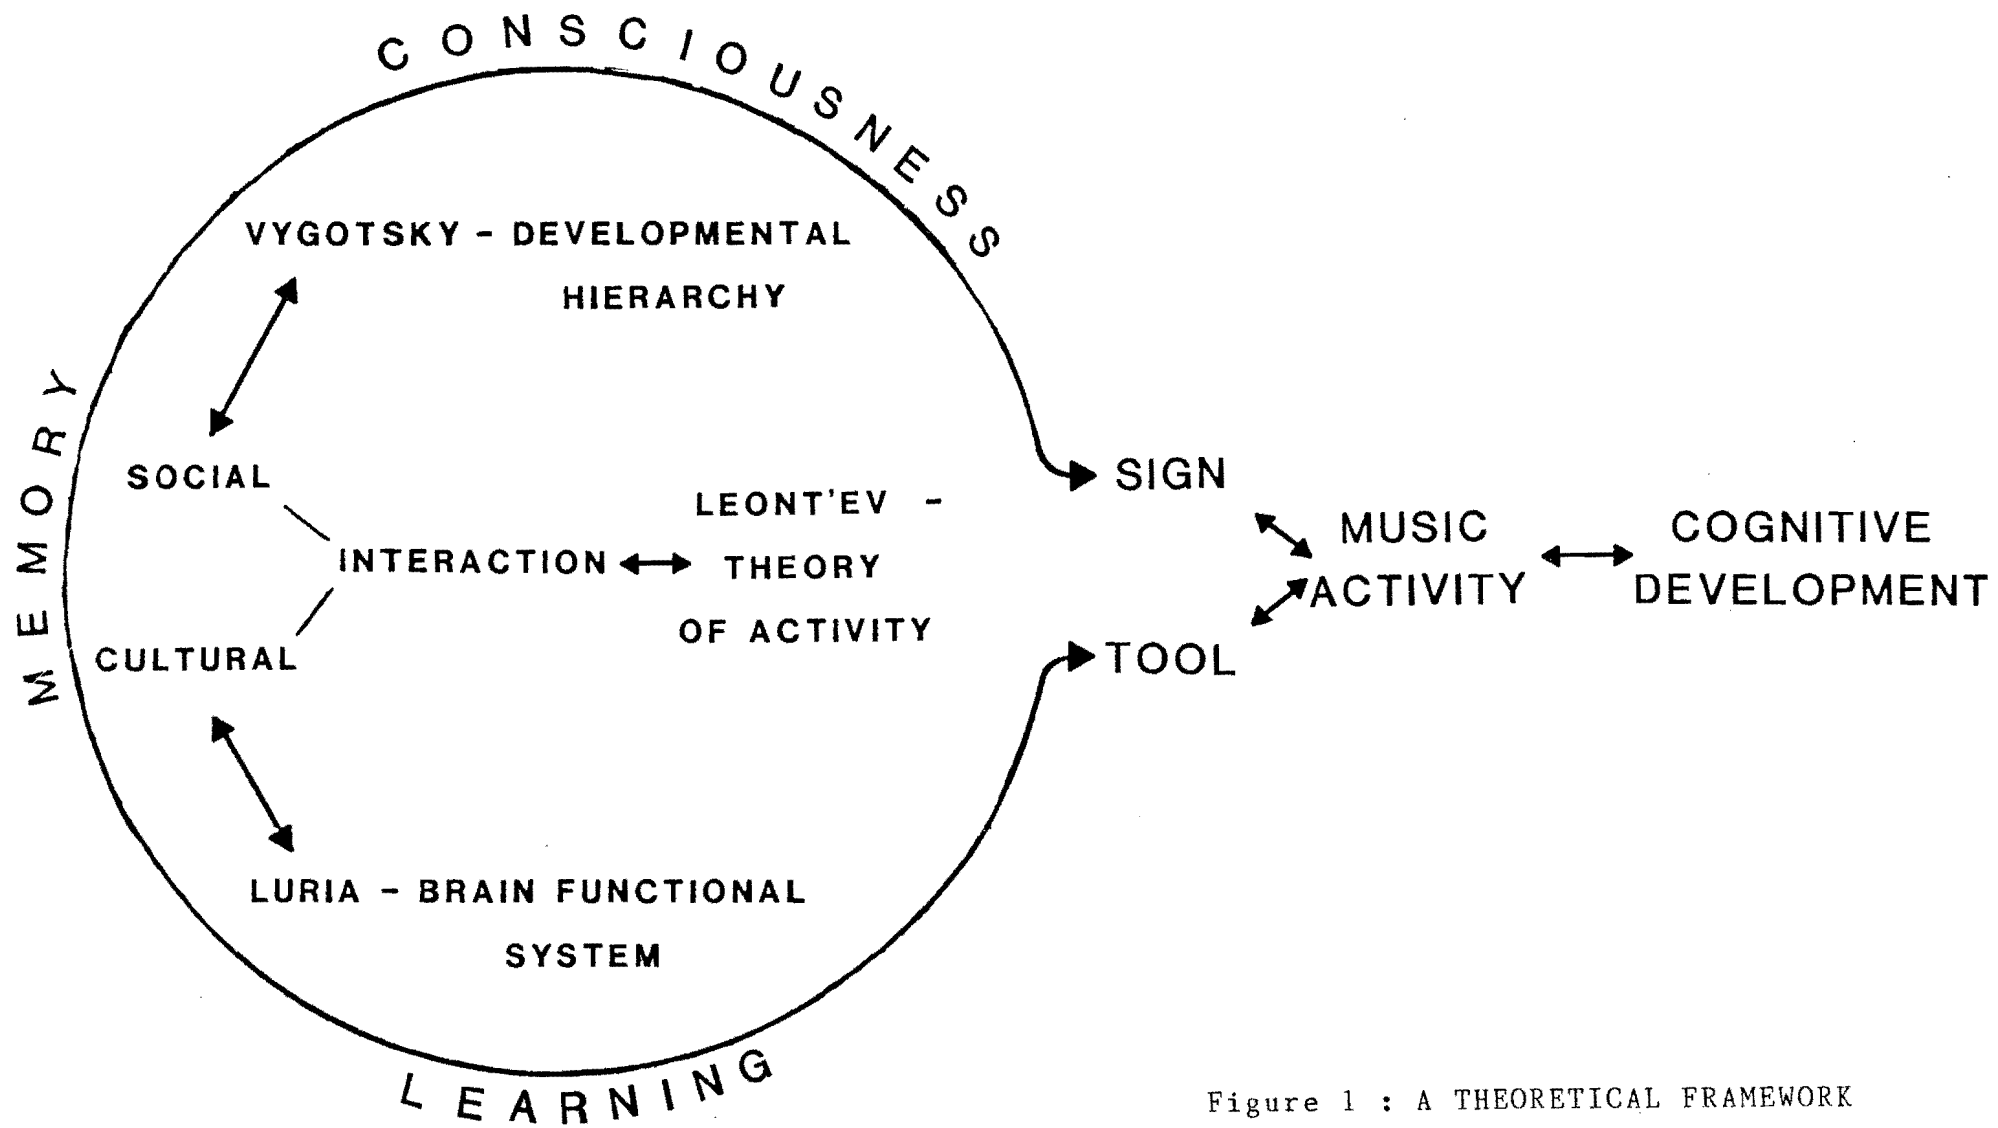 CONSCIOUSNESS
MEMORY
VYGOTSKY - DEVELOPMENTAL
HIERARCHY
SOCIAL
INTERACTION
CULTURAL
LEONT'EV -
THEORY
OF ACTIVITY
LURIA - BRAIN FUNCTIONAL
SYSTEM
LEARNING
SIGN
TOOL
MUSIC
ACTIVITY
COGNITIVE
DEVELOPMENT
Figure 1 : A THEORETICAL FRAMEWORK